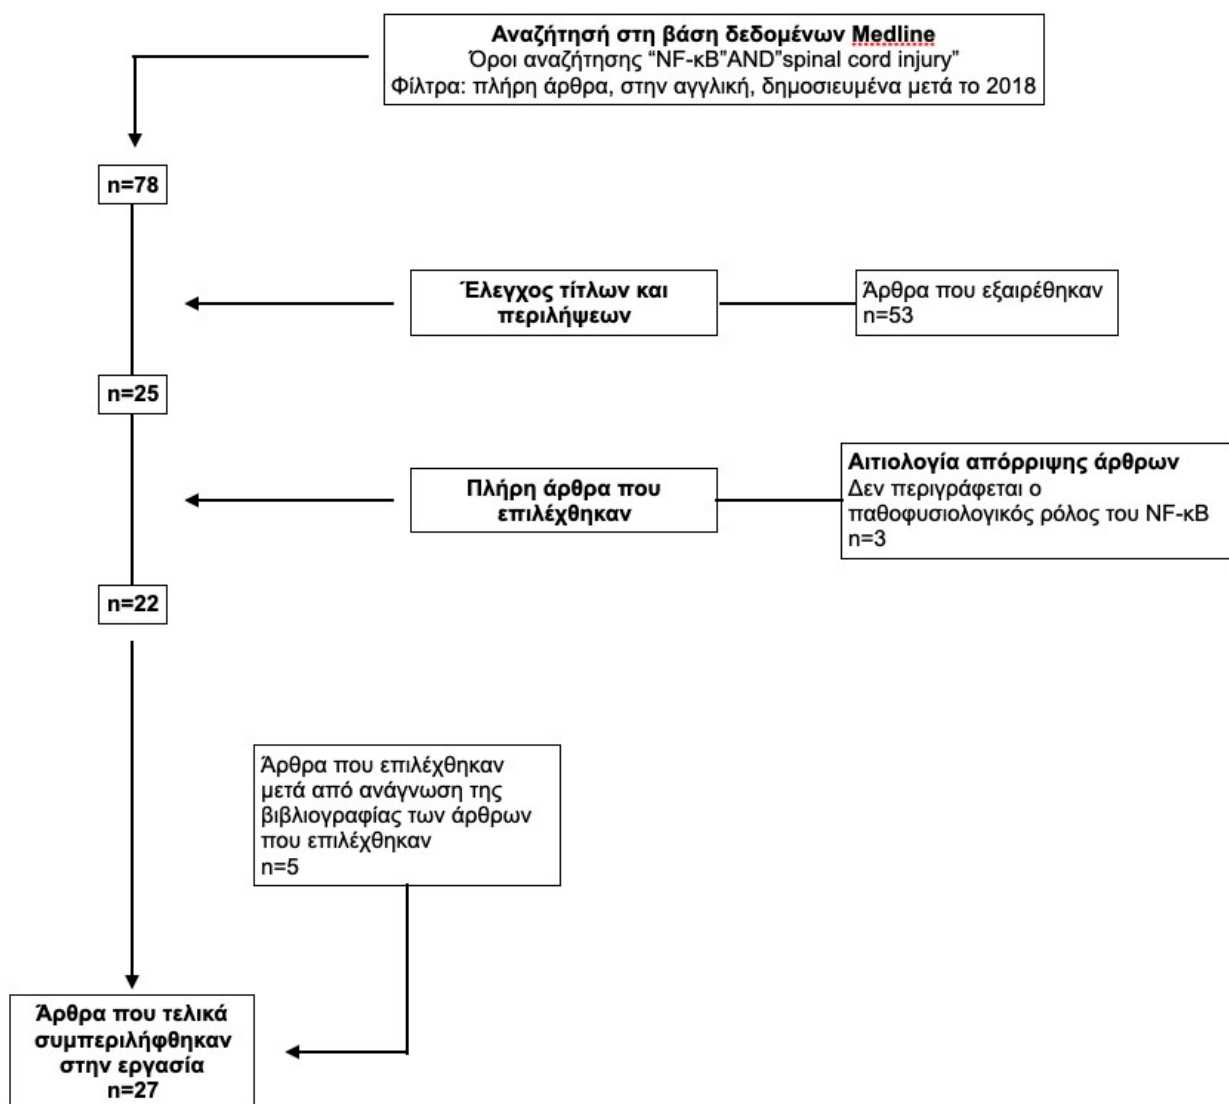 Αναζήτησή στη βάση δεδομένων Medline
Όροι αναζήτησης “NF-κB”AND”spinal cord injury”
Φίλτρα: πλήρη άρθρα, στην αγγλική, δημοσιευμένα μετά το 2018
n=78
Έλεγχος τίτλων και
περιλήψεων
Άρθρα που εξαιρέθηκαν
n=53
n=25
Πλήρη άρθρα που
επιλέχθηκαν
Αιτιολογία απόρριψης άρθρων
Δεν περιγράφεται ο
παθοφυσιολογικός ρόλος του NF-κB
n=3
n=22
Άρθρα που επιλέχθηκαν
μετά από ανάγνωση της
βιβλιογραφίας των άρθρων
που επιλέχθηκαν
n=5
Άρθρα που τελικά
συμπεριλήφθηκαν
στην εργασία
n=27